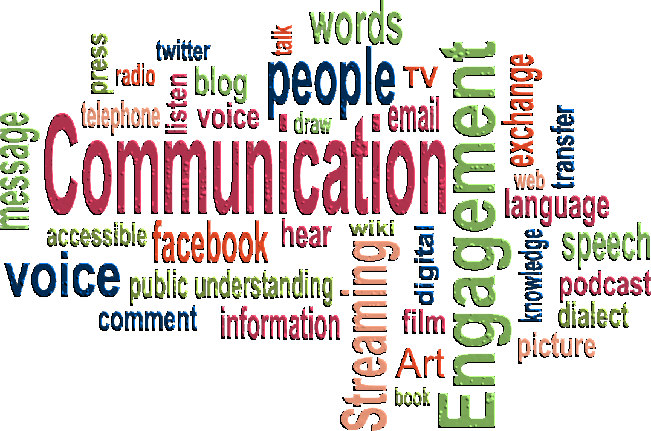 words
talk
press
twitter
radio
listen
blog
people
TV
telephone
voice
draw
email
exchange
message
Communication
Engagement
transfer
web
language
accessible
facebook
hear
wiki
digital
knowledge
speech
voice
public understanding
Streaming
podcast
comment
information
film
dialect
picture
Art
book